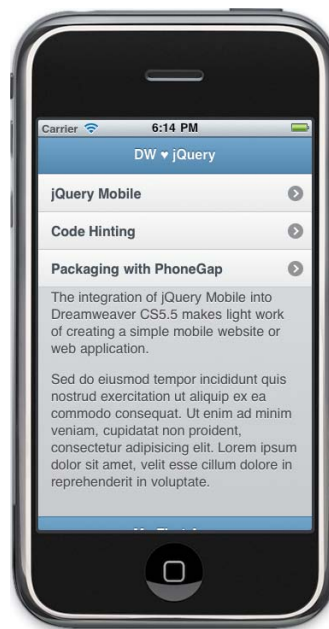 Carrier 6:14 PM
DW ♥ jQuery
jQuery Mobile
Code Hinting
Packaging with PhoneGap
The integration of jQuery Mobile into
Dreamweaver CS5.5 makes light work
of creating a simple mobile website or
web application.
Sed do eiusmod tempor incididunt quis
nostrud exercitation ut aliquip ex ea
commodo consequat. Ut enim ad minim
veniam, cupidatat non proident,
consectetur adipisicing elit. Lorem ipsum
dolor sit amet, velit esse cillum dolore in
reprehenderit in voluptate.